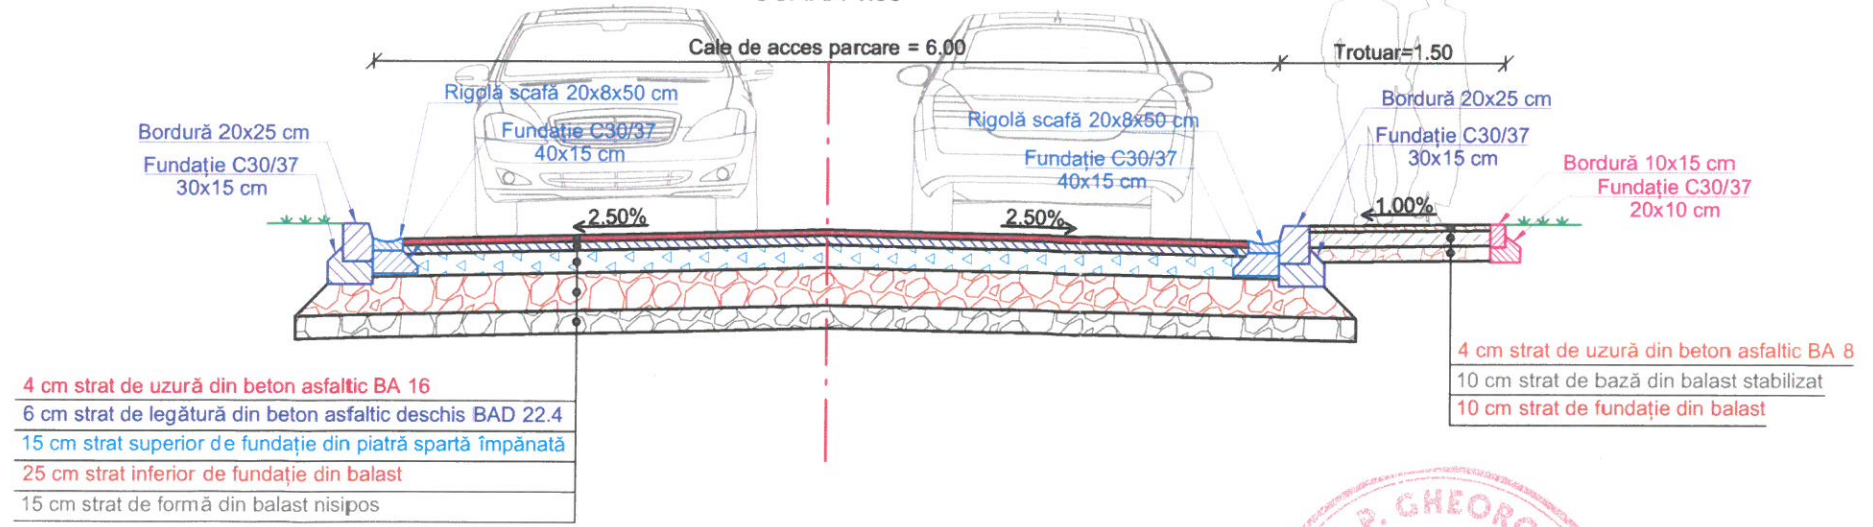 Cale de acces parcare = 6.00
Trotuar=1.50
Rigolă scafă 20x8x50 cm
Bordură 20x25 cm
Bordură 20x25 cm
Fundație C30/37
40x15 cm
Rigolă scafă 20x8x50 cm
Fundație C30/37
30x15 cm
Fundație C30/37
30x15 cm
Fundație C30/37
40x15 cm
Bordură 10x15 cm
Fundație C30/37
20x10 cm
2.50%
2.50%
1.00%
4 cm strat de uzură din beton asfaltic BA 16
6 cm strat de legătură din beton asfaltic deschis BAD 22.4
15 cm strat superior de fundație din piatră spartă împănată
25 cm strat inferior de fundație din balast
15 cm strat de formă din balast nisipos
4 cm strat de uzură din beton asfaltic BA 8
10 cm strat de bază din balast stabilizat
10 cm strat de fundație din balast
P. GHEORG